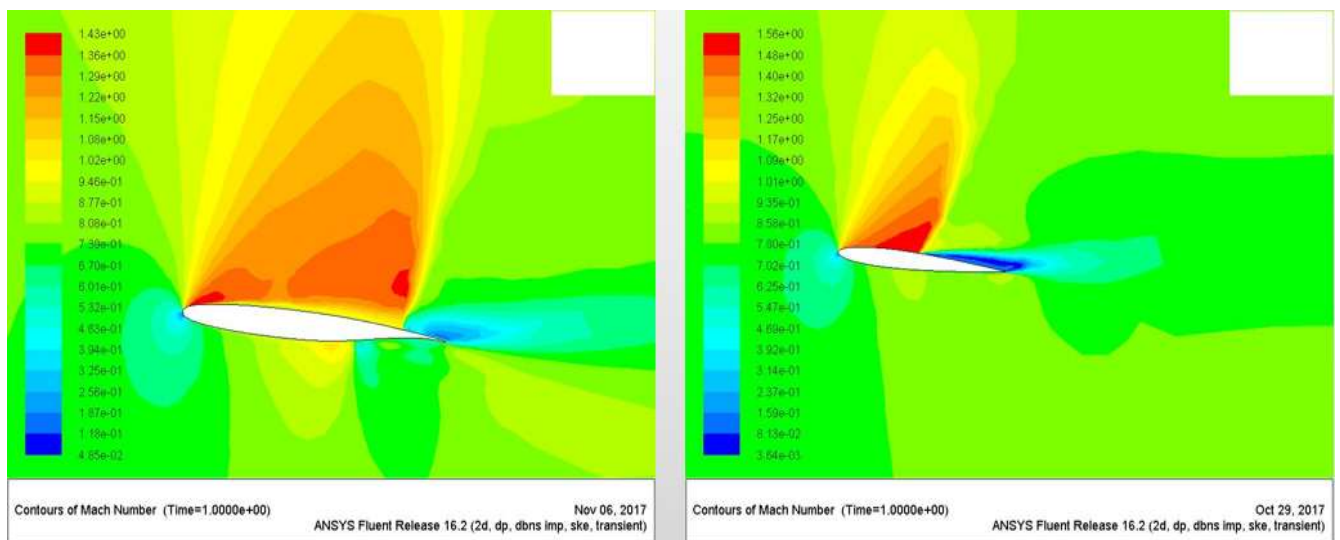 1.43e+00
1.36e+00
1.29e+00
1.22e+00
1.15e+00
1.08e+00
1.02e+00
9.46e-01
8.77e-01
8.08e-01
7.39e-01
6.70e-01
6.01e-01
5.32e-01
4.63e-01
3.94e-01
3.25e-01
2.56e-01
1.87e-01
1.18e-01
4.85e-02
Contours of Mach Number (Time=1.0000e+00)
Nov 06, 2017
ANSYS Fluent Release 16.2 (2d, dp, dbns imp, ske, transient)
1.56e+00
1.48e+00
1.40e+00
1.32e+00
1.25e+00
1.17e+00
1.09e+00
1.01e+00
9.35e-01
8.58e-01
7.80e-01
7.02e-01
6.25e-01
5.47e-01
4.69e-01
3.92e-01
3.14e-01
2.37e-01
1.59e-01
8.13e-02
3.64e-03
Contours of Mach Number (Time=1.0000e+00)
Oct 29, 2017
ANSYS Fluent Release 16.2 (2d, dp, dbns imp, ske, transient)